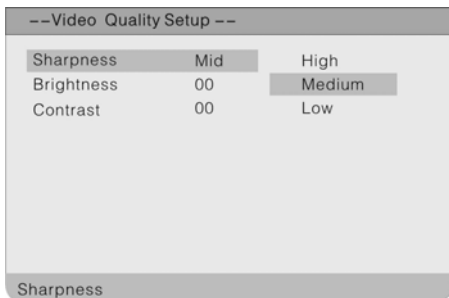 --Video Quality Setup --
Sharpness Mid High
Brightness 00 Medium
Contrast 00 Low
Sharpness